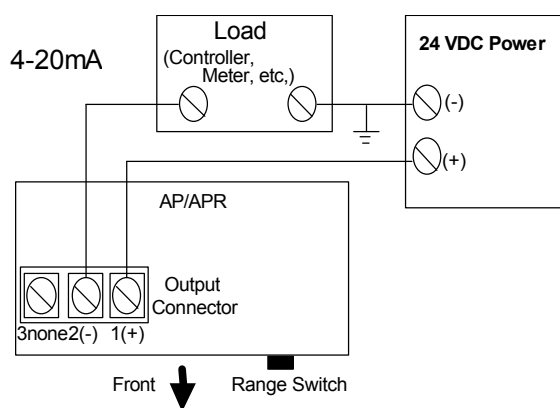 4-20mA
Load
(Controller,
Meter, etc,)
24 VDC Power
(-)
(+)
AP/APR
Output
Connector
3none2(-) 1(+)
Front
Range Switch